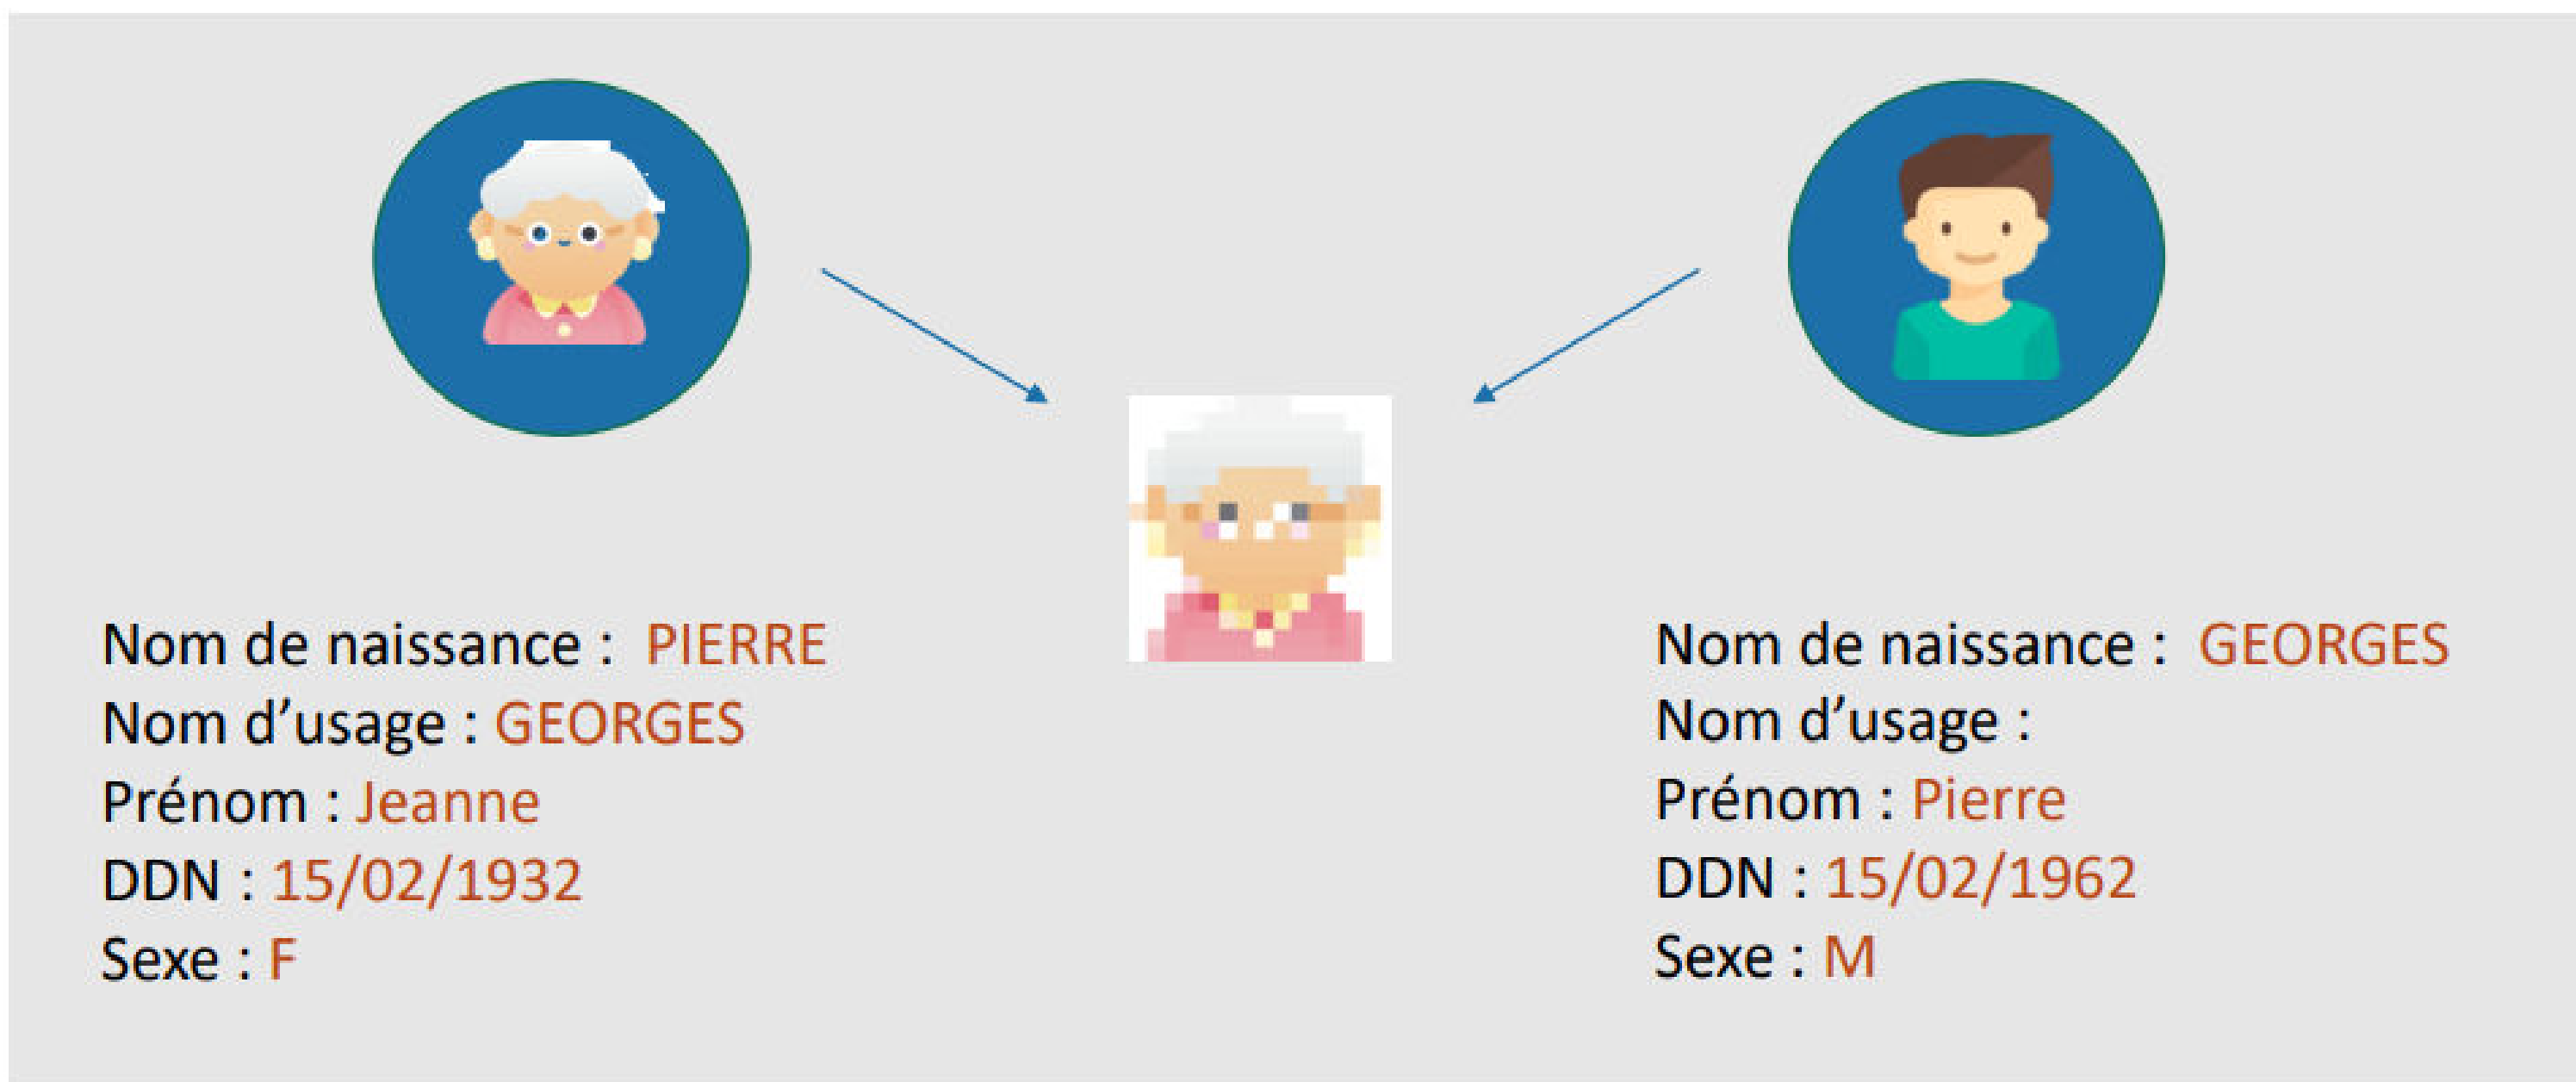 Nom de naissance : PIERRE
Nom d’usage : GEORGES
Prénom : Jeanne
DDN : 15/02/1932
Sexe : F
Nom de naissance : GEORGES
Nom d’usage :
Prénom : Pierre
DDN : 15/02/1962
Sexe : M